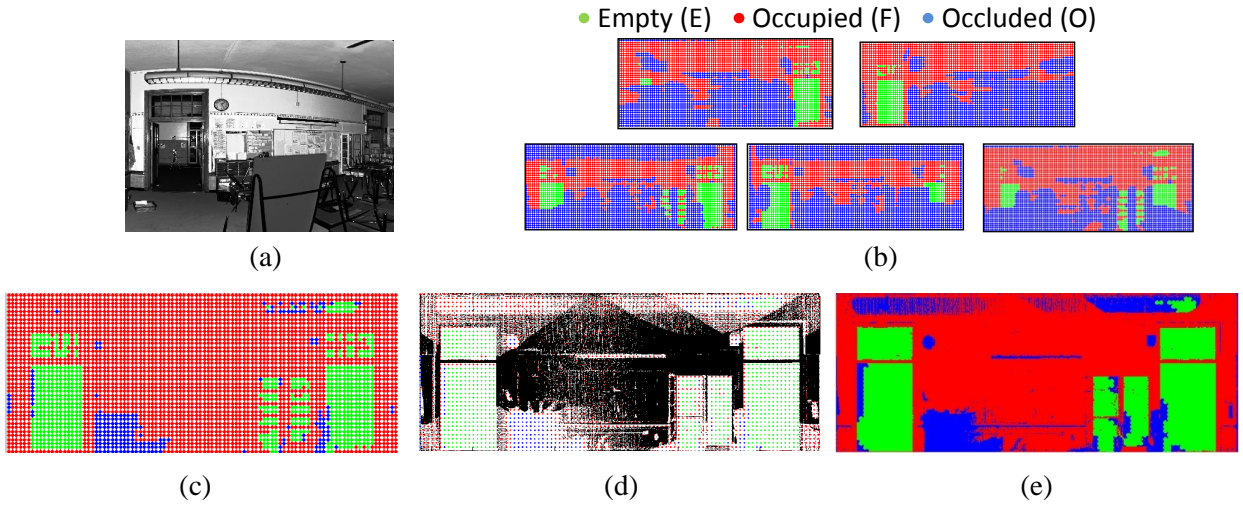 Empty (E) Occupied (F) Occluded (O)
(a)
(b)
(c)
(d)
(e)